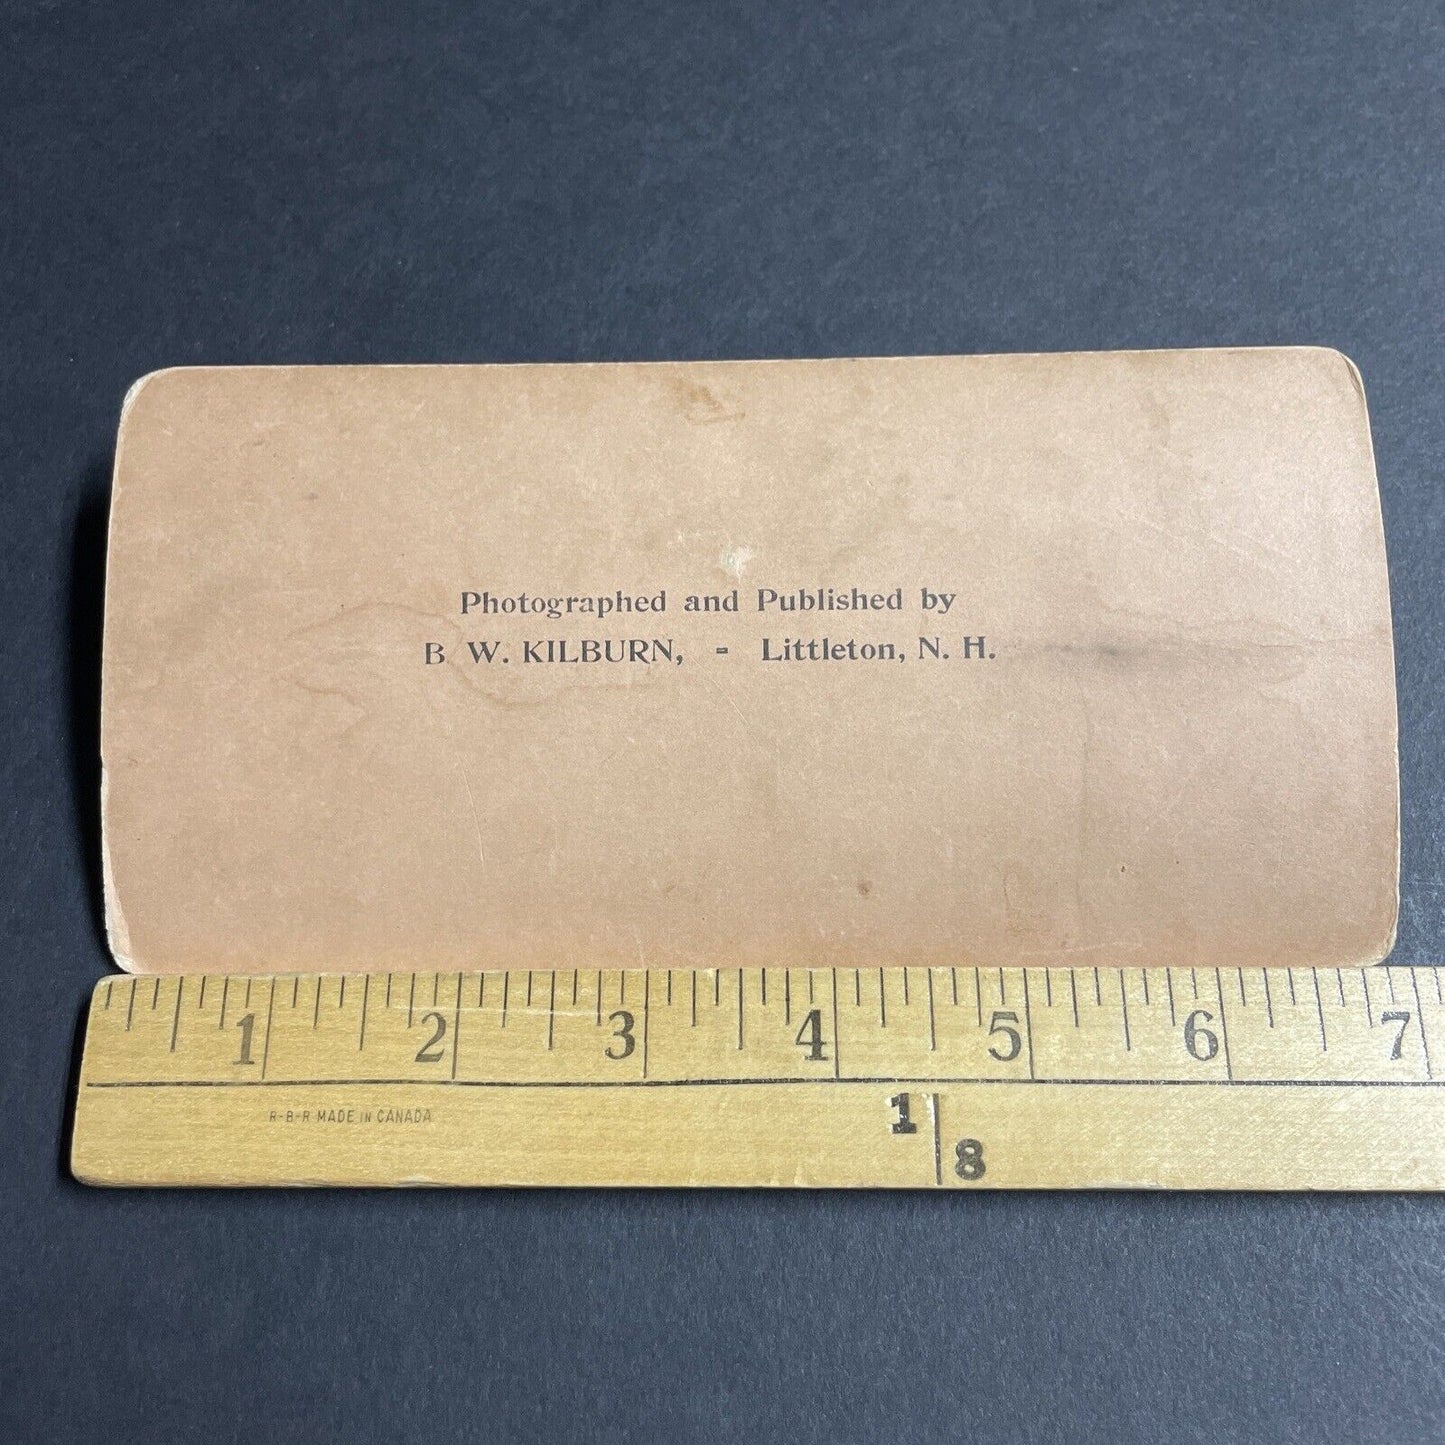 Photographed and Published by
B W. KILBURN, - Littleton, N. H.
1 2 3 4 5 6 7
R-B-R MADE IN CANADA
1
8